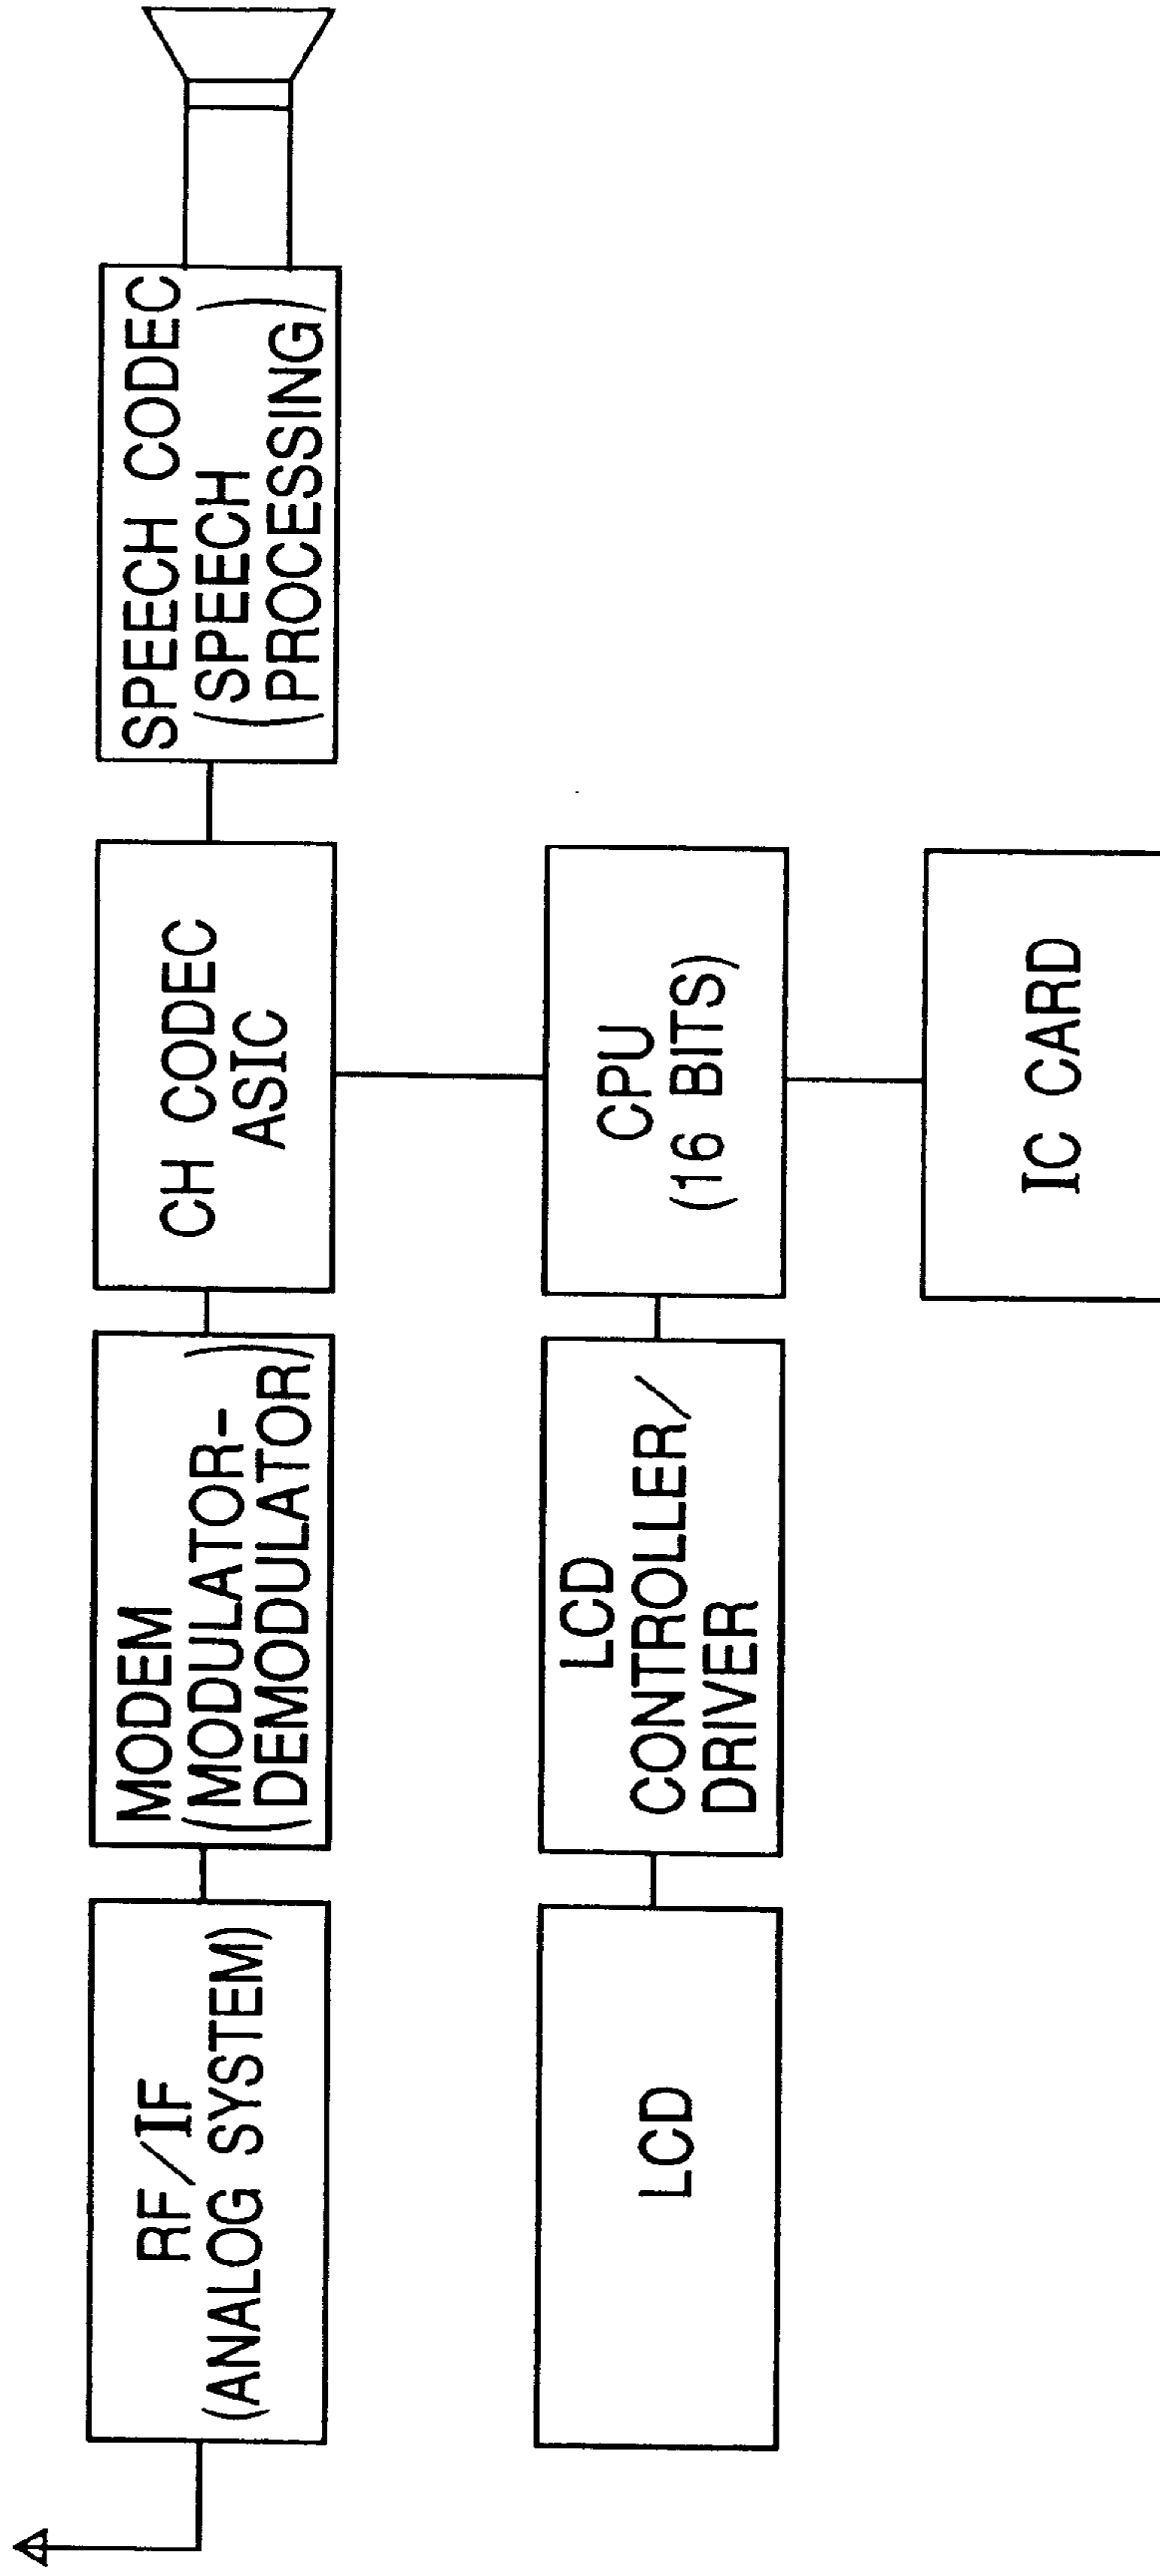 RF/IF
(ANALOG SYSTEM)
MODEM
(MODULATOR-
DEMODULATOR)
CH CODEC
ASIC
SPEECH CODEC
(SPEECH
PROCESSING)
LCD
LCD
CONTROLLER/
DRIVER
CPU
(16 BITS)
IC CARD